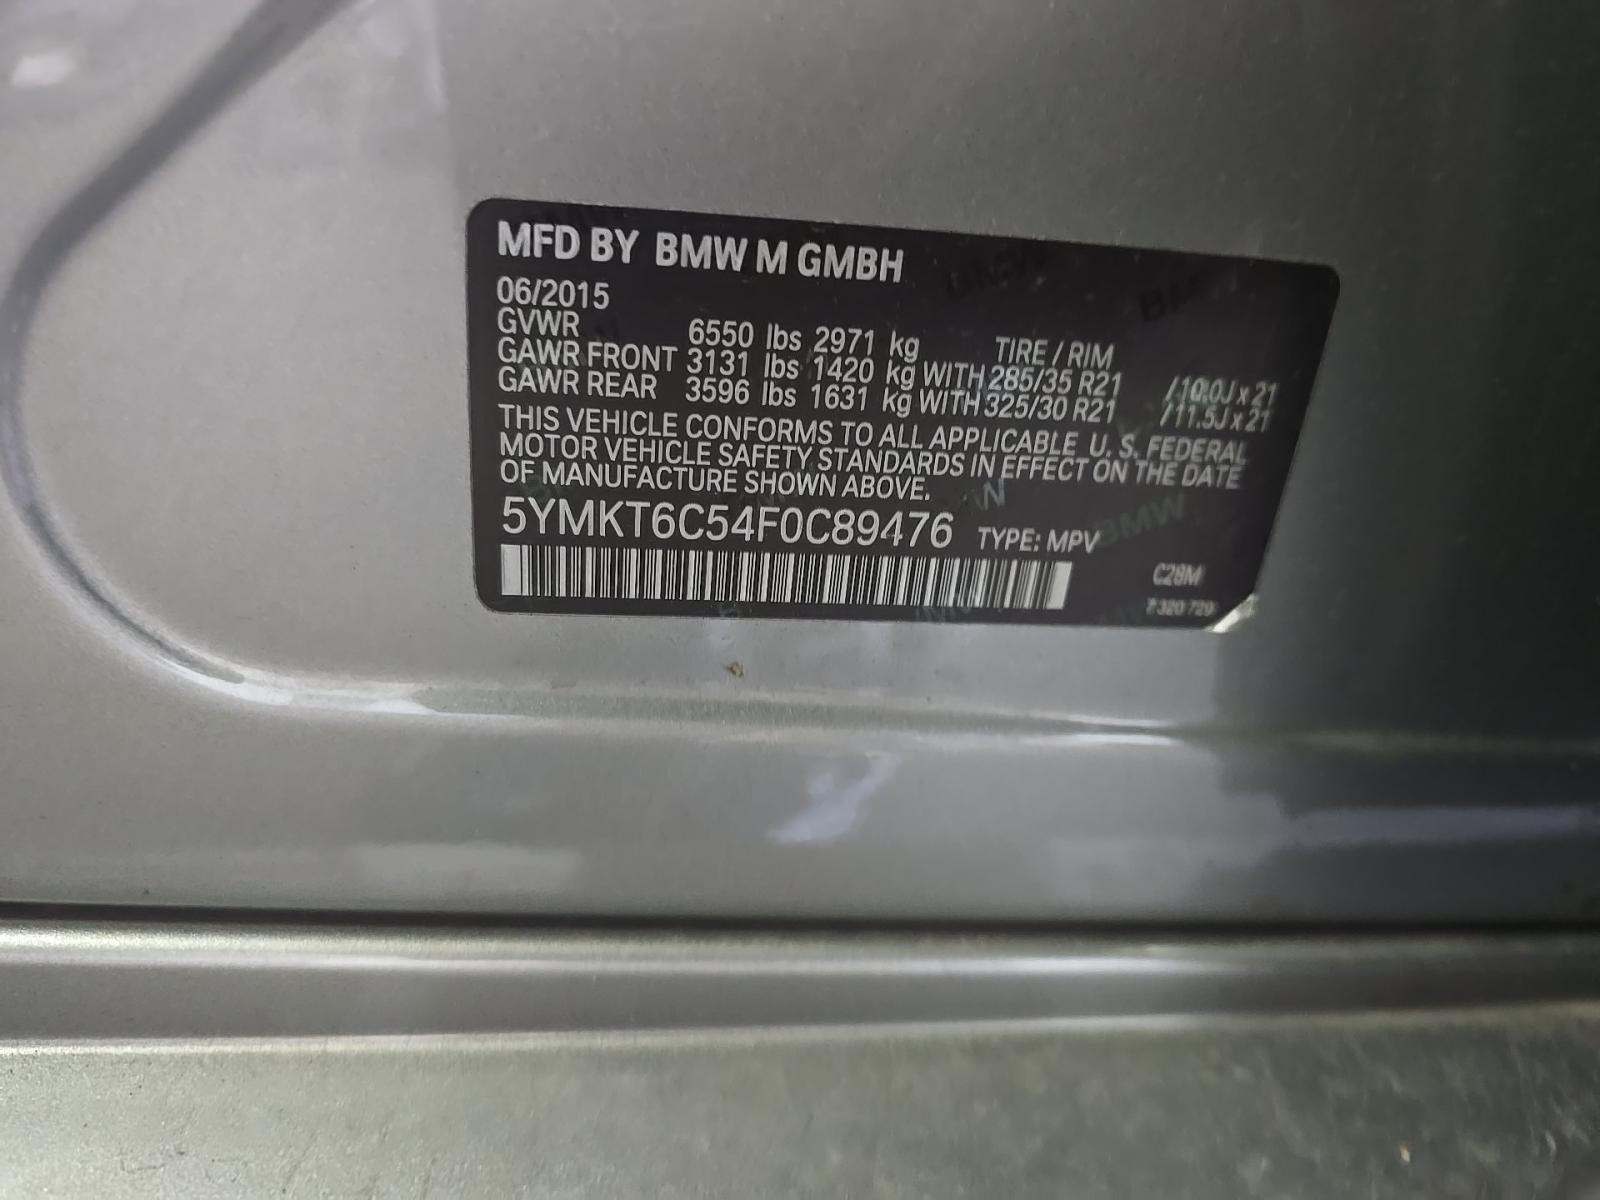 MFD BY BMW M GMBH
06/2015
GVWR 6550 lbs 2971 kg TIRE / RIM
GAWR FRONT 3131 lbs 1420 kg WITH 285/35 R21 /10.0J x 21
GAWR REAR 3596 lbs 1631 kg WITH 325/30 R21 /11.5J x 21
THIS VEHICLE CONFORMS TO ALL APPLICABLE U. S. FEDERAL
MOTOR VEHICLE SAFETY STANDARDS IN EFFECT ON THE DATE
OF MANUFACTURE SHOWN ABOVE.
5YMKT6C54F0C89476 TYPE: MPV
C28M
7 320 729
BMW